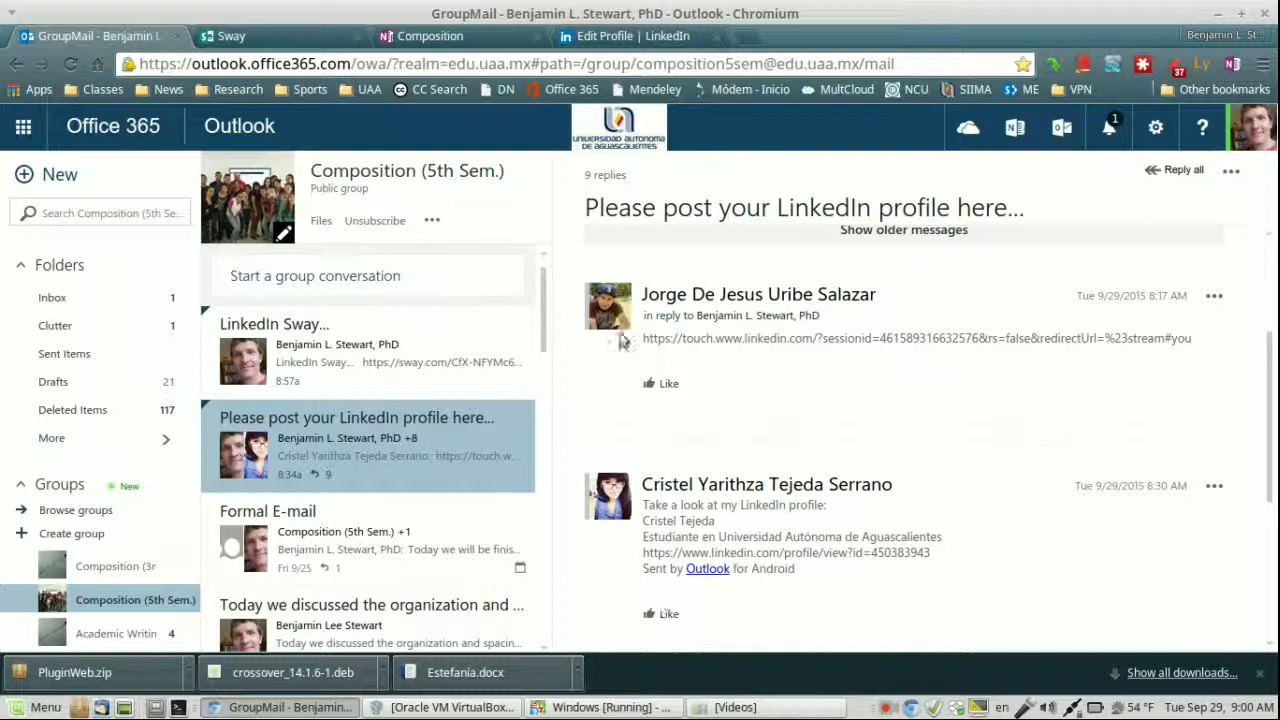 GroupMail - Benjamin L. Stewart, PhD - Outlook - Chromium
GroupMail - Benjamin L
Sway
Composition
Edit Profile | LinkedIn
Benjamin L. St...
https://outlook.office365.com/owa/?realm=edu.uaa.mx#path=/group/composition5sem@edu.uaa.mx/mail
37
Apps
Classes
News
Research
Sports
UAA
CC Search
DN
Office 365
Mendeley
Módem - Inicio
MultCloud
NCU
SIIMA
ME
VPN
Other bookmarks
Office 365
Outlook
UNIVERSIDAD AUTONOMA
DE AGUASCALIENTES
1
?
New
Search Composition (5th Se...
Folders
Inbox 1
Clutter 1
Sent Items
Drafts 21
Deleted Items 117
More
Groups
New
Browse groups
Create group
Composition (3r
Composition (5th Sem.)
Academic Writin 4
Composition (5th Sem.)
Public group
Files Unsubscribe
Start a group conversation
LinkedIn Sway...
Benjamin L. Stewart, PhD
LinkedIn Sway... https://sway.com/CfX-NFYMc6...
8:57a
Please post your LinkedIn profile here...
Benjamin L. Stewart, PhD +8
Cristel Yarithza Tejeda Serrano: https://touch.w...
8:34a 9
Formal E-mail
Composition (5th Sem.) +1
Benjamin L. Stewart, PhD: Today we will be finis...
Fri 9/25 1
Today we discussed the organization and ...
Benjamin Lee Stewart
Today we discussed the organization and spacin...
9 replies
Reply all
Please post your LinkedIn profile here...
Show older messages
Jorge De Jesus Uribe Salazar
Tue 9/29/2015 8:17 AM
in reply to Benjamin L. Stewart, PhD
https://touch.www.linkedin.com/?sessionid=461589316632576&rs=false&redirectUrl=%23stream#you
Like
Cristel Yarithza Tejeda Serrano
Tue 9/29/2015 8:30 AM
Take a look at my LinkedIn profile:
Cristel Tejeda
Estudiante en Universidad Autónoma de Aguascalientes
https://www.linkedin.com/profile/view?id=450383943
Sent by Outlook for Android
Like
PluginWeb.zip
crossover_14.1.6-1.deb
Estefanía.docx
Show all downloads...
Menu
GroupMail - Benjamin...
[Oracle VM VirtualBox...
Windows [Running] - ...
[Videos]
en
54 °F
Tue Sep 29, 9:00 AM